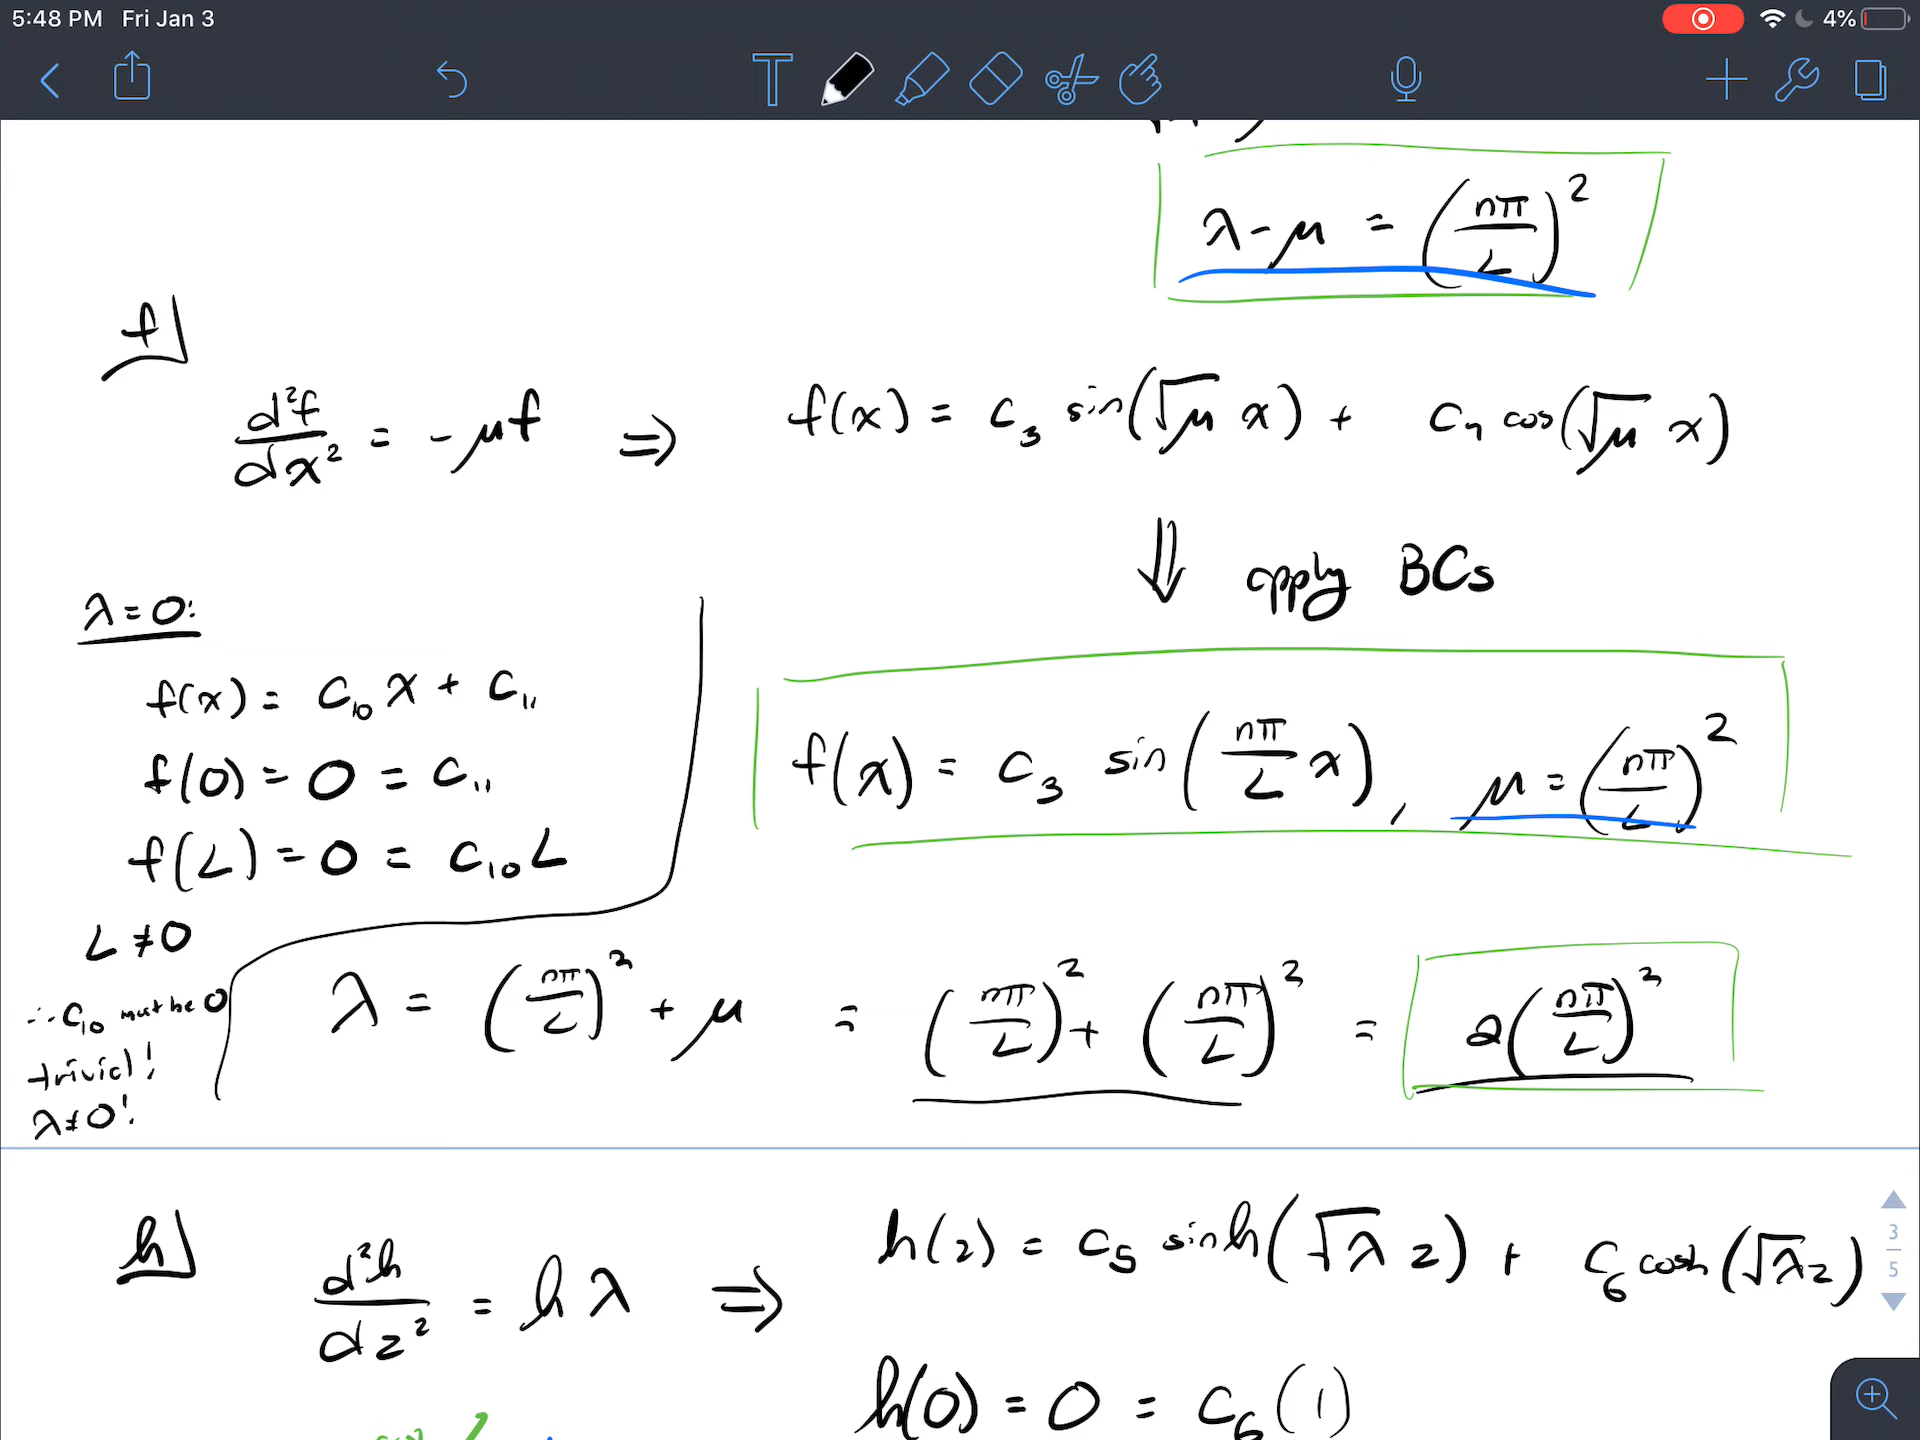 5:48 PM Fri Jan 3 4%
λ-μ = (nπ/L)²
f
d²f/dx² = -μf ⇒ f(x) = C₃ sin(√μ x) + C₄ cos(√μ x)
⇓ apply BCs
λ=0:
f(x) = C₁₀ x + C₁₁
f(0) = 0 = C₁₁
f(L) = 0 = C₁₀L
L≠0
∴ C₁₀ must be 0
trivial!
λ≠0!
f(x) = C₃ sin(nπ/L x), μ = (nπ/L)²
λ = (nπ/L)² + μ = (nπ/L)² + (nπ/L)² = 2(nπ/L)²
h
d²h/dz² = hλ ⇒ h(z) = C₅ sinh(√λ z) + C₆ cosh(√λ z)
h(0) = 0 = C₆(1)
3
5